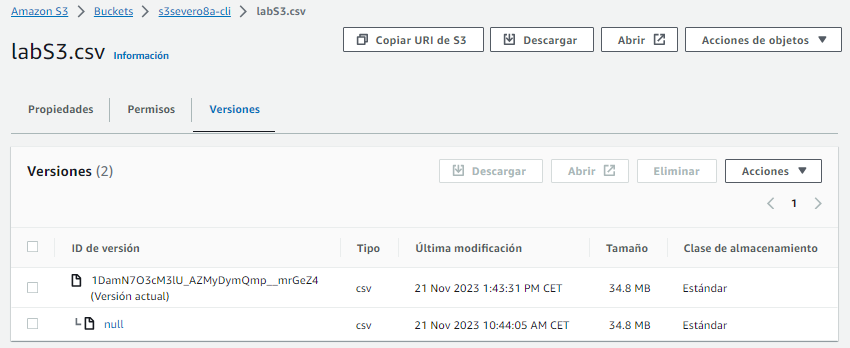 Amazon S3 > Buckets > s3severo8a-cli > labS3.csv
labS3.csv Información
Copiar URI de S3 Descargar Abrir Acciones de objetos
Propiedades Permisos Versiones
Versiones (2)
Descargar Abrir Eliminar Acciones
< 1 >
ID de versión Tipo Última modificación Tamaño Clase de almacenamiento
1DamN7O3cM3lU_AZMyDymQmp__mrGeZ4
(Versión actual) csv 21 Nov 2023 1:43:31 PM CET 34.8 MB Estándar
null csv 21 Nov 2023 10:44:05 AM CET 34.8 MB Estándar